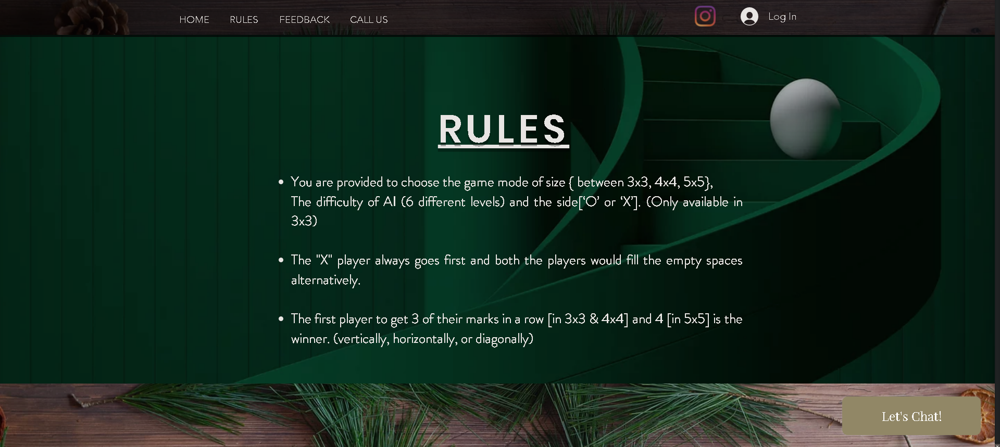 HOME RULES FEEDBACK CALL US Log In
RULES
• You are provided to choose the game mode of size { between 3x3, 4x4, 5x5},
The difficulty of AI (6 different levels) and the side[‘O’ or ‘X’]. (Only available in
3x3)
• The "X" player always goes first and both the players would fill the empty spaces
alternatively.
• The first player to get 3 of their marks in a row [in 3x3 & 4x4] and 4 [in 5x5] is the
winner. (vertically, horizontally, or diagonally)
Let's Chat!